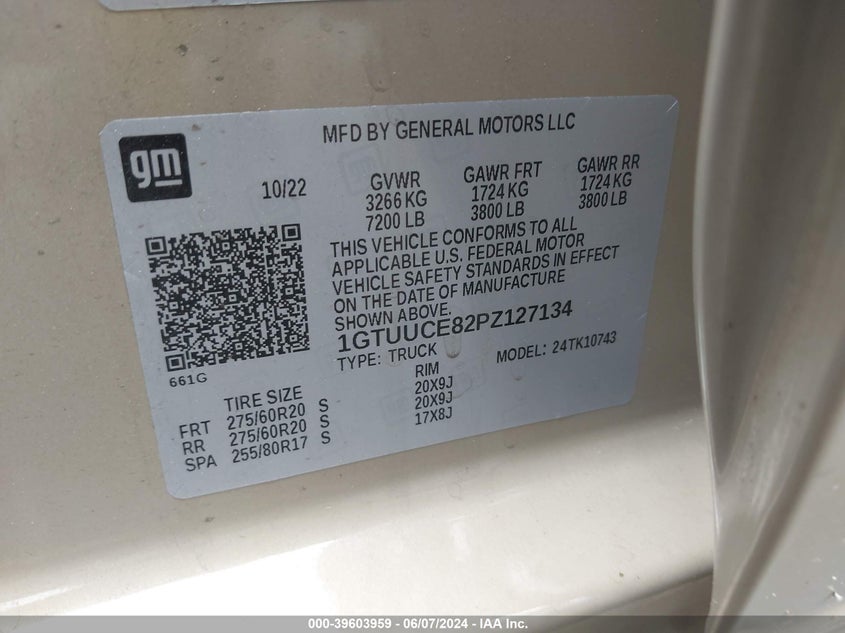 gm
MFD BY GENERAL MOTORS LLC
10/22
GVWR GAWR FRT GAWR RR
3266 KG 1724 KG 1724 KG
7200 LB 3800 LB 3800 LB
THIS VEHICLE CONFORMS TO ALL
APPLICABLE U.S. FEDERAL MOTOR
VEHICLE SAFETY STANDARDS IN EFFECT
ON THE DATE OF MANUFACTURE
SHOWN ABOVE.
1GTUUCE82PZ127134
TYPE: TRUCK MODEL: 24TK10743
661G
TIRE SIZE RIM
FRT 275/60R20 S 20X9J
RR 275/60R20 S 20X9J
SPA 255/80R17 S 17X8J
000-39603959 - 06/07/2024 - IAA Inc.